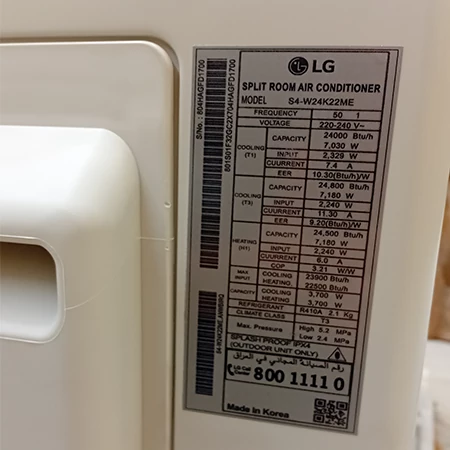 LG
SPLIT ROOM AIR CONDITIONER
MODEL S4-W24K22ME
FREQUENCY 50 1
VOLTAGE 220-240 V~
COOLING (T1) CAPACITY 24000 Btu/h
7,030 W
INPUT 2,329 W
CUURRENT 7.4 A
EER 10.30(Btu/h)/W
COOLING (T3) CAPACITY 24,800 Btu/h
7,180 W
INPUT 2,240 W
CUURRENT 11.30 A
EER 9.20(Btu/h)/W
HEATING (H1) CAPACITY 24,500 Btu/h
7,180 W
INPUT 2,240 W
CUURRENT 6.0 A
COP 3.21 W/W
MAX INPUT COOLING 23900 Btu/h
HEATING 22500 Btu/h
CAPACITY COOLING 3,700 W
HEATING 3,700 W
REFRIGERANT R410A 2.1 Kg
CLIMATE CLASS T3
Max. Pressure High 5.2 MPa
Low 2.4 MPa
SPLASH PROOF IPX4
(OUTDOOR UNIT ONLY)
رقم الصيانة المجاني في العراق
800 1111 0
Made in Korea
S/No: 804HAGFD1700
801S01F32GC2X704HAGFD1700